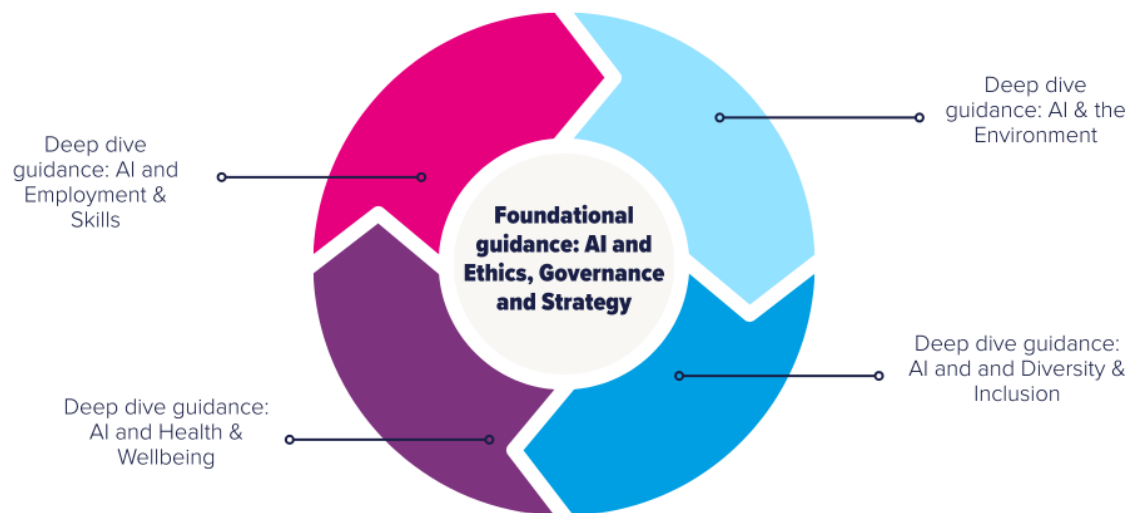 Deep dive
guidance: AI & the
Environment
Deep dive
guidance: AI and
Employment &
Skills
Foundational
guidance: AI and
Ethics, Governance
and Strategy
Deep dive guidance:
AI and and Diversity &
Inclusion
Deep dive guidance:
AI and Health &
Wellbeing